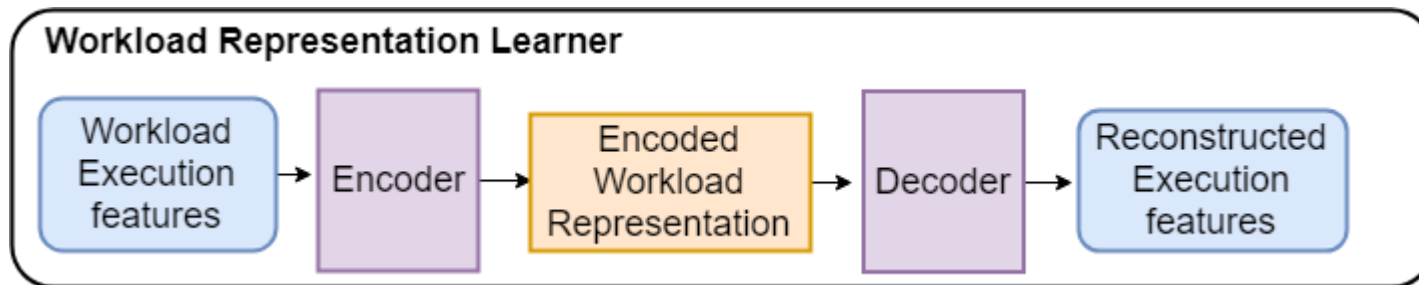 Workload Representation Learner
Workload
Execution
features
Encoder
Encoded
Workload
Representation
Decoder
Reconstructed
Execution
features